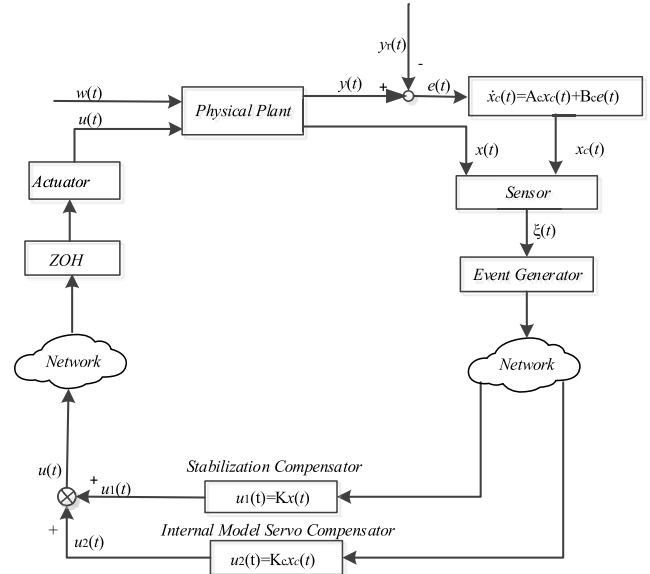 yr(t)
-
w(t)
y(t)
+
e(t)
ẋc(t)=Acxc(t)+Bce(t)
Physical Plant
u(t)
x(t)
xc(t)
Actuator
Sensor
ξ(t)
ZOH
Event Generator
Network
Network
Stabilization Compensator
u(t)
+
u1(t)
u1(t)=Kx(t)
Internal Model Servo Compensator
+
u2(t)
u2(t)=Kcxc(t)